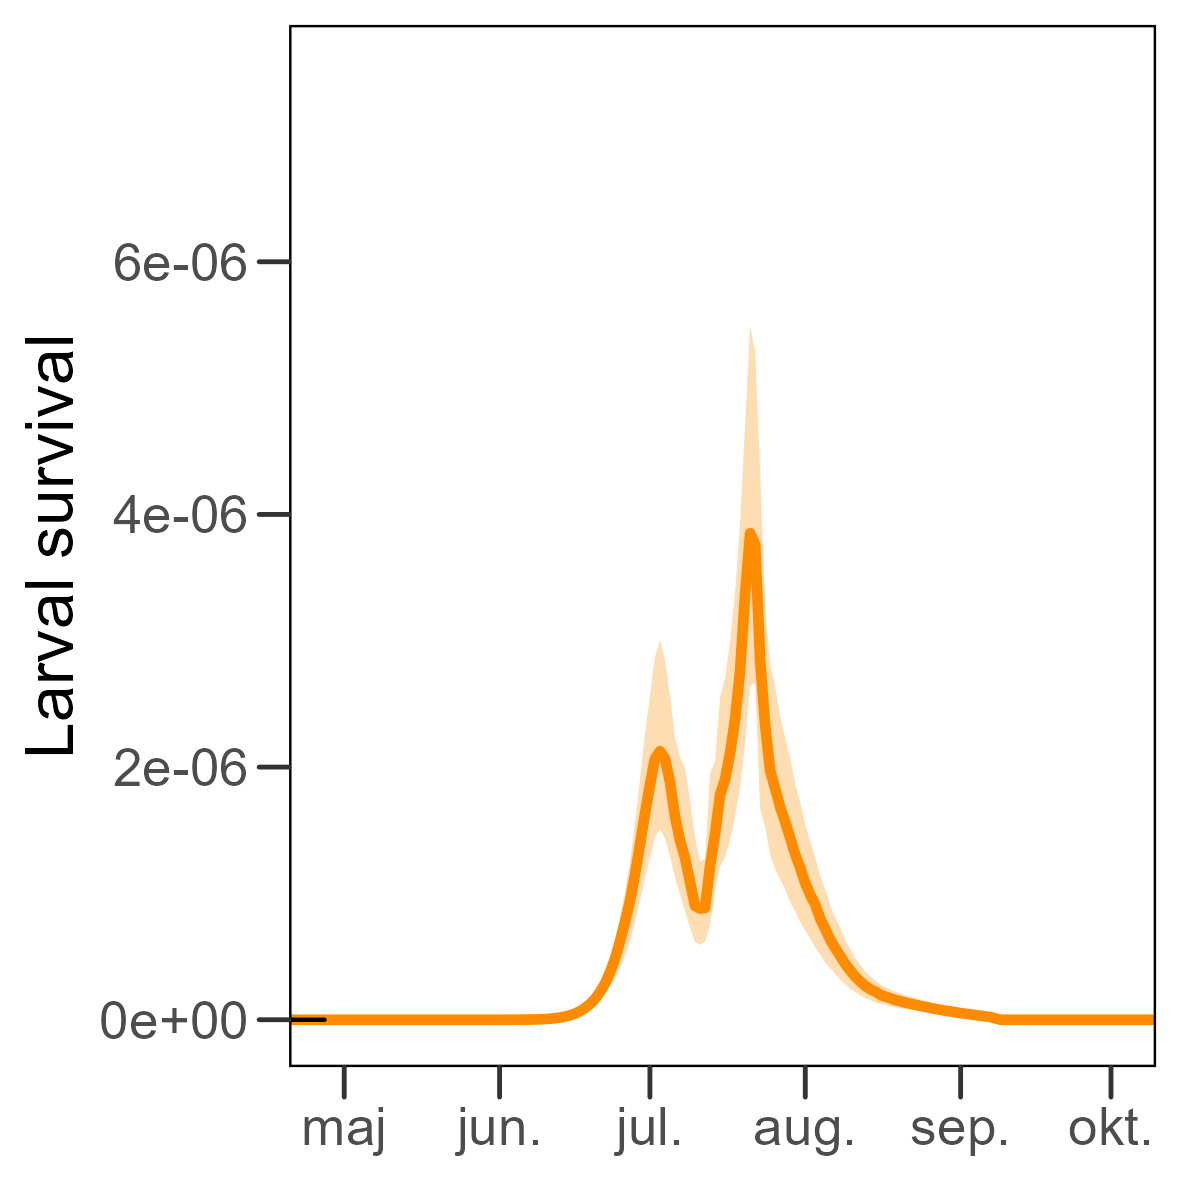 Larval survival
6e-06
4e-06
2e-06
0e+00
maj jun. jul. aug. sep. okt.